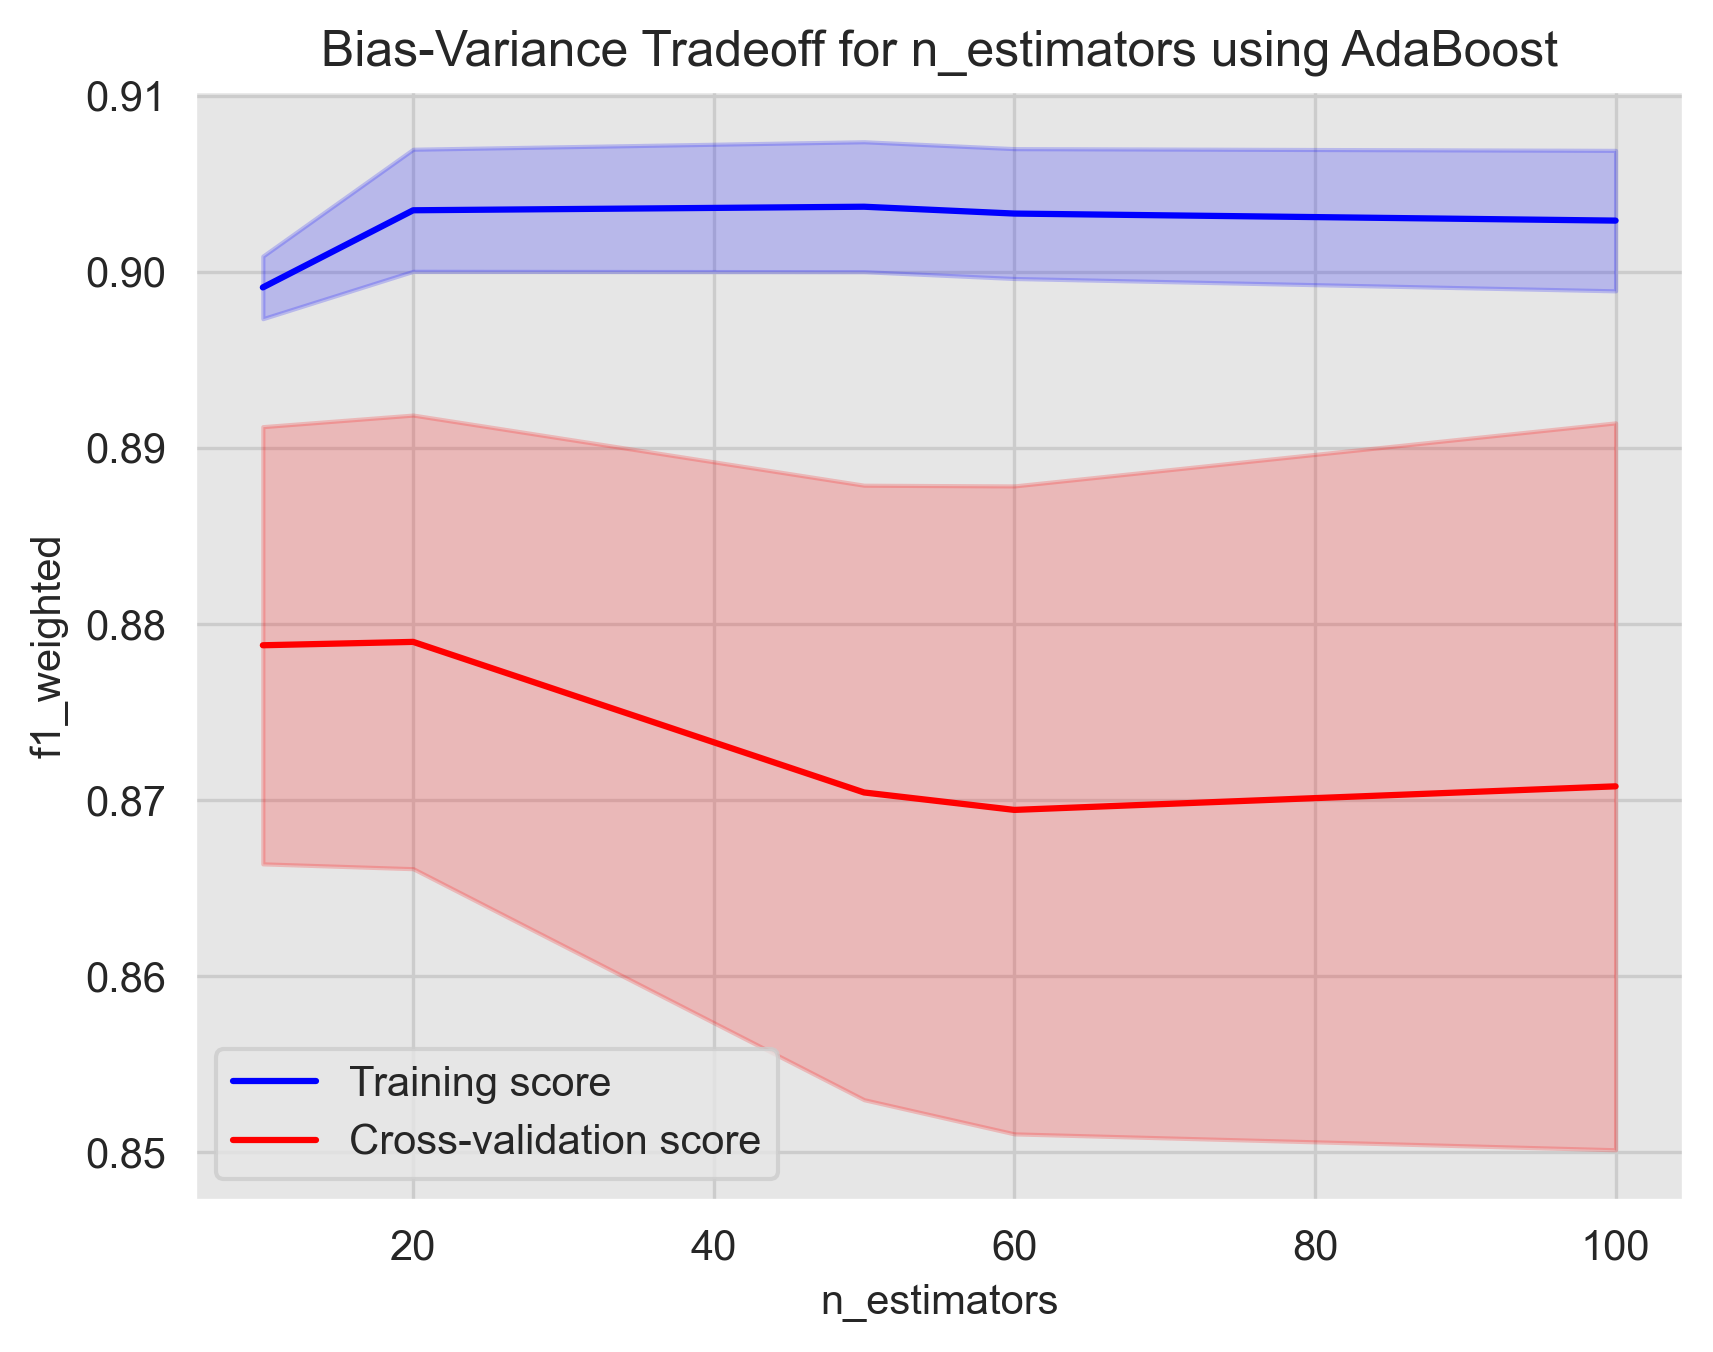 Bias-Variance Tradeoff for n_estimators using AdaBoost
0.91
0.90
0.89
0.88
0.87
0.86
0.85
f1_weighted
Training score
Cross-validation score
20 40 60 80 100
n_estimators